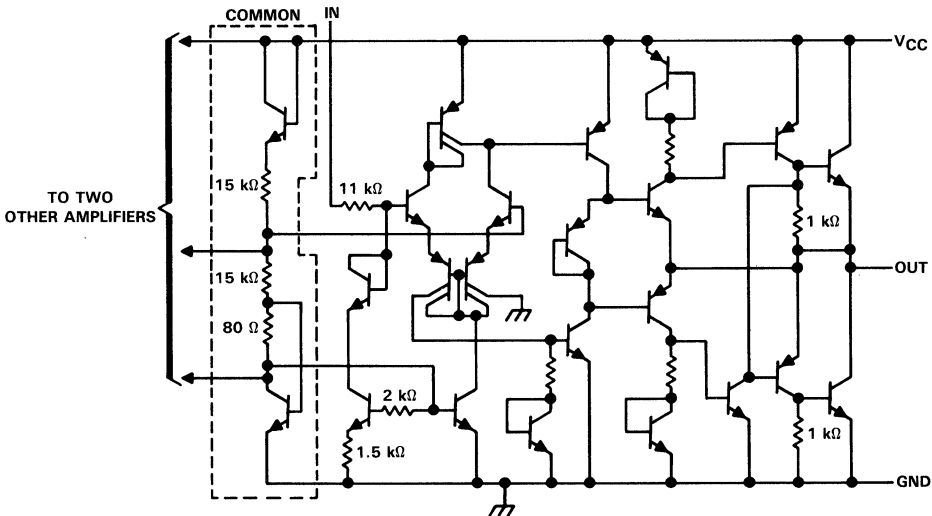 COMMON
IN
VCC
15 kΩ
11 kΩ
TO TWO
OTHER AMPLIFIERS
1 kΩ
15 kΩ
OUT
80 Ω
2 kΩ
1.5 kΩ
1 kΩ
GND